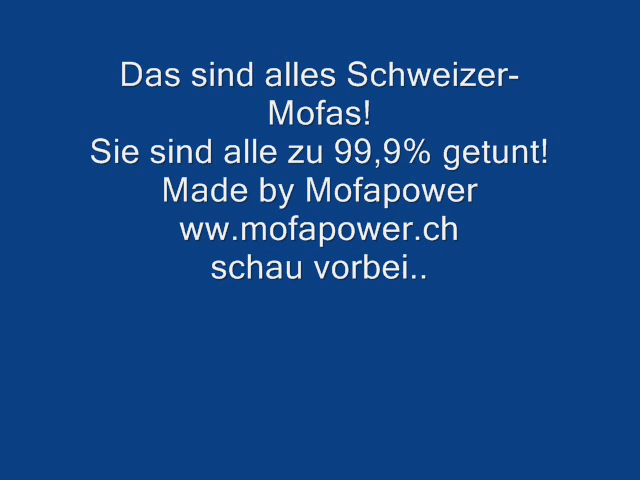 Das sind alles Schweizer-
Mofas!
Sie sind alle zu 99,9% getunt!
Made by Mofapower
ww.mofapower.ch
schau vorbei..